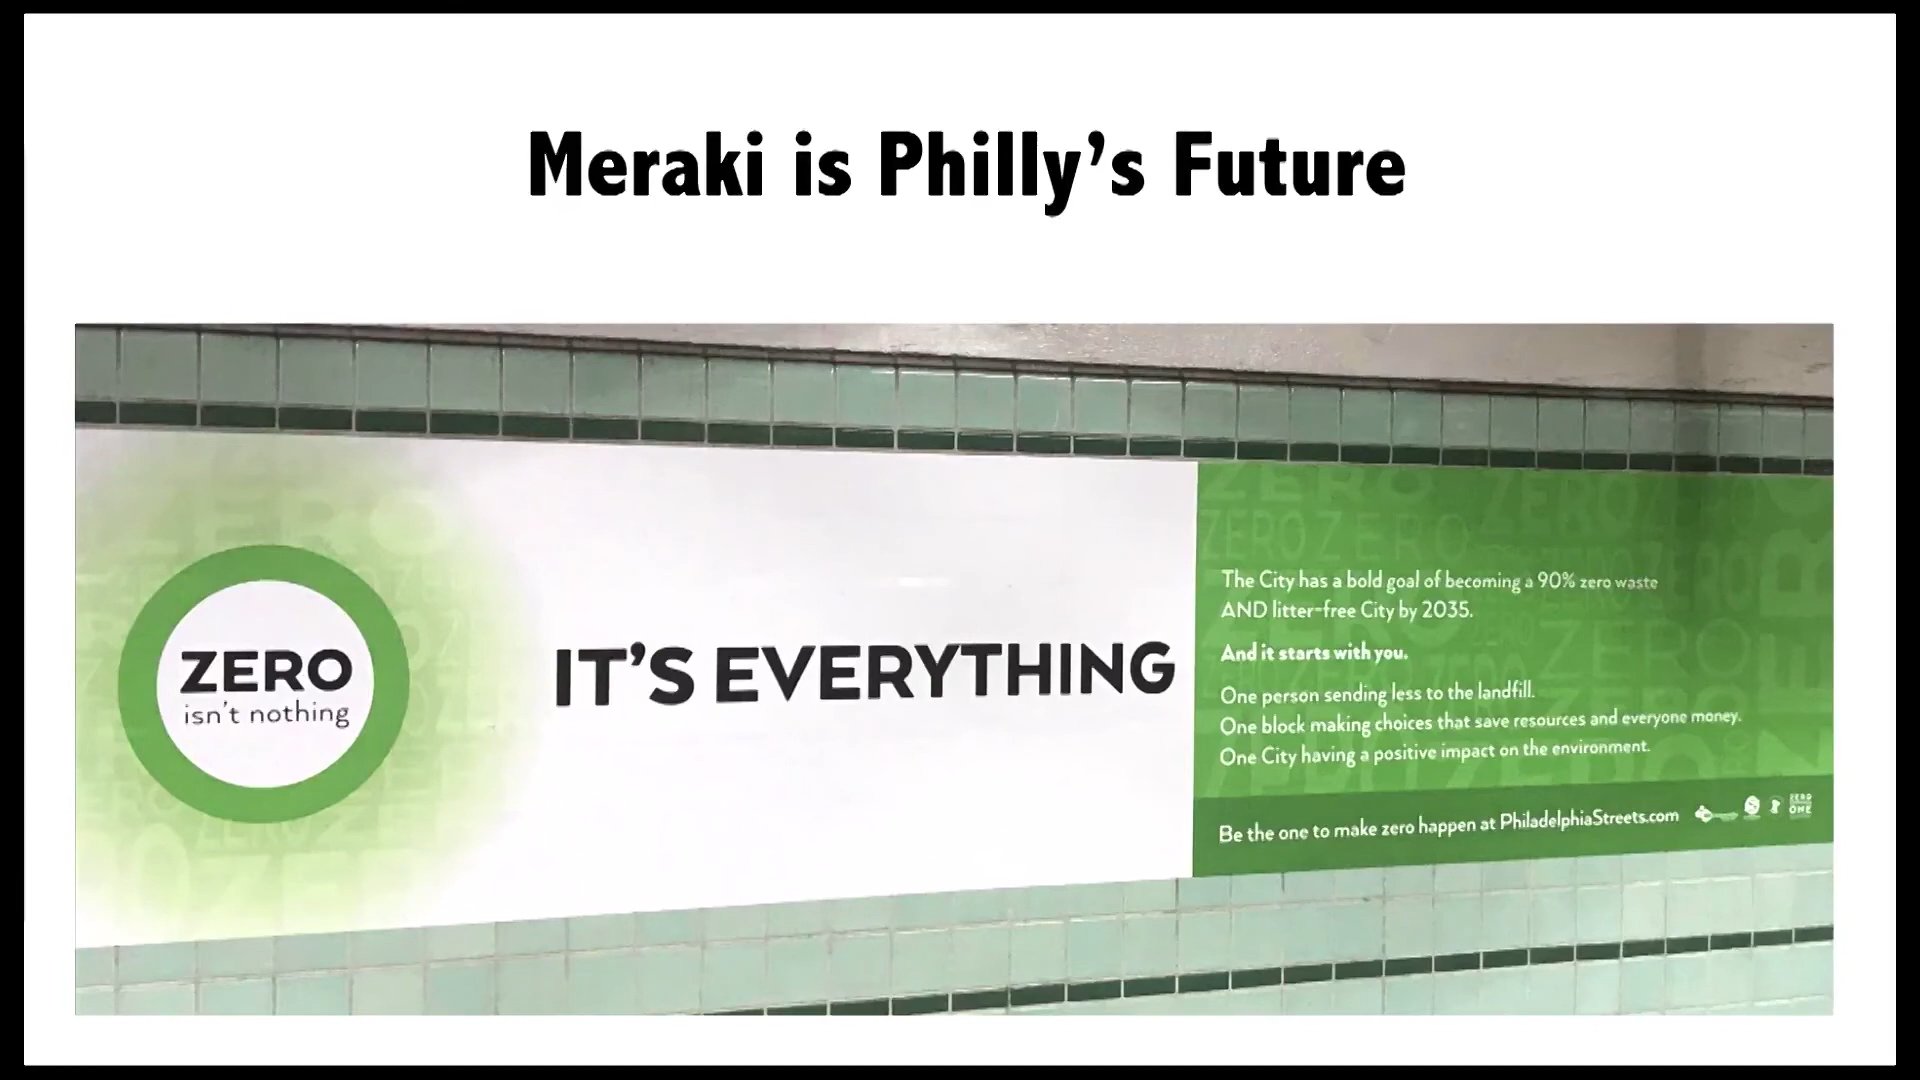 Meraki is Philly’s Future
ZERO
isn't nothing
IT'S EVERYTHING
The City has a bold goal of becoming a 90% zero waste
AND litter-free City by 2035.
And it starts with you.
One person sending less to the landfill.
One block making choices that save resources and everyone money.
One City having a positive impact on the environment.
Be the one to make zero happen at PhiladelphiaStreets.com